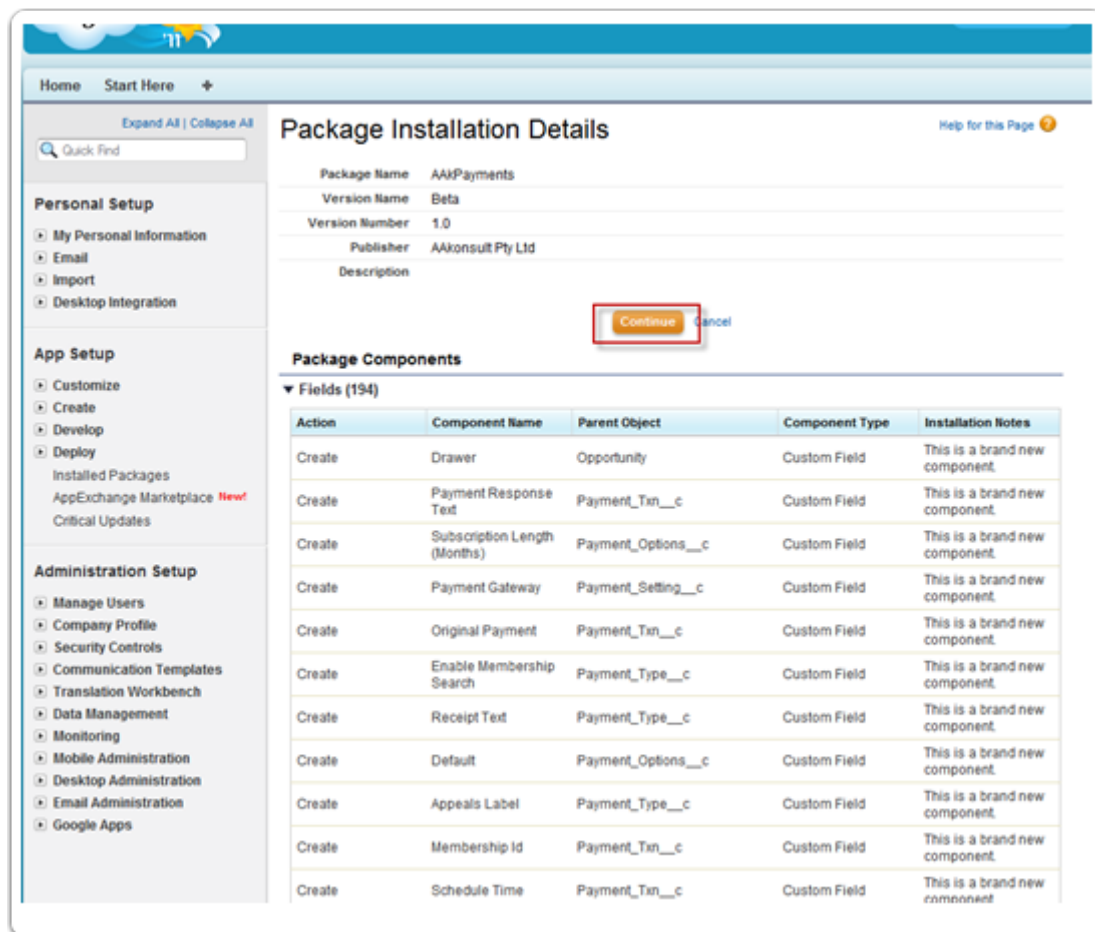 '11
Home Start Here +
Expand All | Collapse All
Quick Find
Personal Setup
My Personal Information
Email
Import
Desktop Integration
App Setup
Customize
Create
Develop
Deploy
Installed Packages
AppExchange Marketplace New!
Critical Updates
Administration Setup
Manage Users
Company Profile
Security Controls
Communication Templates
Translation Workbench
Data Management
Monitoring
Mobile Administration
Desktop Administration
Email Administration
Google Apps
Package Installation Details
Help for this Page ?
Package Name AAkPayments
Version Name Beta
Version Number 1.0
Publisher AAkonsult Pty Ltd
Description
Continue Cancel
Package Components
Fields (194)
Action Component Name Parent Object Component Type Installation Notes
Create Drawer Opportunity Custom Field This is a brand new
component.
Create Payment Response Payment_Txn__c Custom Field This is a brand new
Text component.
Create Subscription Length Payment_Options__c Custom Field This is a brand new
(Months) component.
Create Payment Gateway Payment_Setting__c Custom Field This is a brand new
component.
Create Original Payment Payment_Txn__c Custom Field This is a brand new
component.
Create Enable Membership Payment_Type__c Custom Field This is a brand new
Search component.
Create Receipt Text Payment_Type__c Custom Field This is a brand new
component.
Create Default Payment_Options__c Custom Field This is a brand new
component.
Create Appeals Label Payment_Type__c Custom Field This is a brand new
component.
Create Membership Id Payment_Txn__c Custom Field This is a brand new
component.
Create Schedule Time Payment_Txn__c Custom Field This is a brand new
component